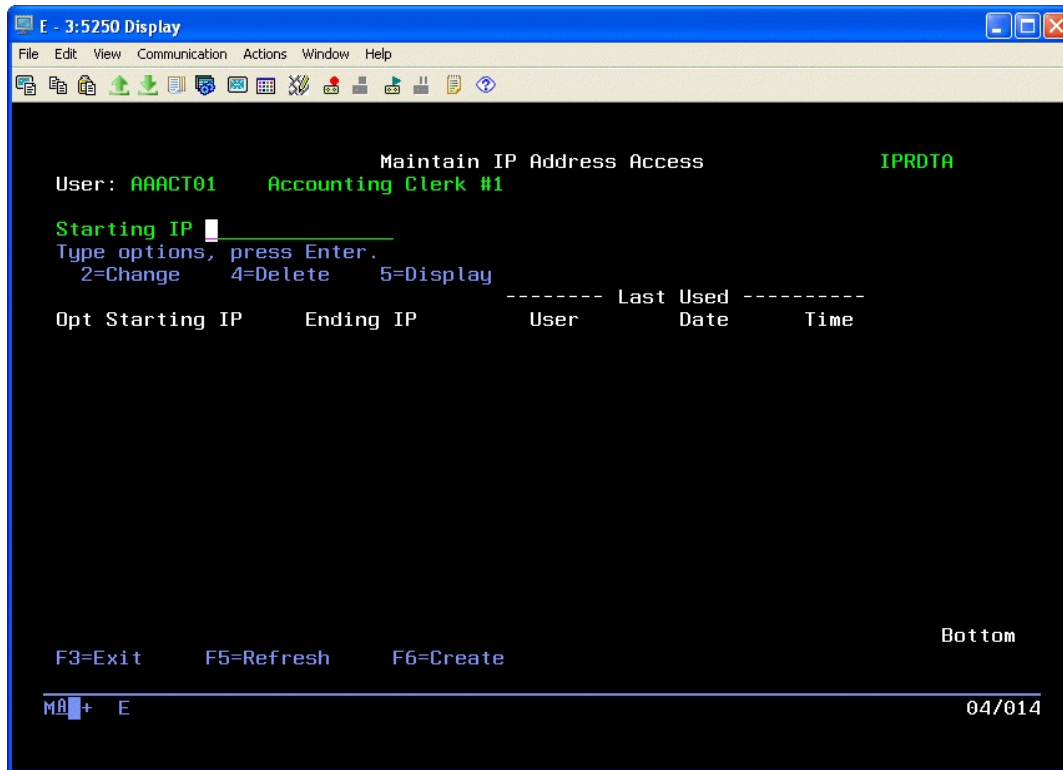 E - 3:5250 Display
File Edit View Communication Actions Window Help
Maintain IP Address Access IPRDTA
User: AAACT01 Accounting Clerk #1
Starting IP
Type options, press Enter.
2=Change 4=Delete 5=Display
-------- Last Used ----------
Opt Starting IP Ending IP User Date Time
Bottom
F3=Exit F5=Refresh F6=Create
MA + E 04/014